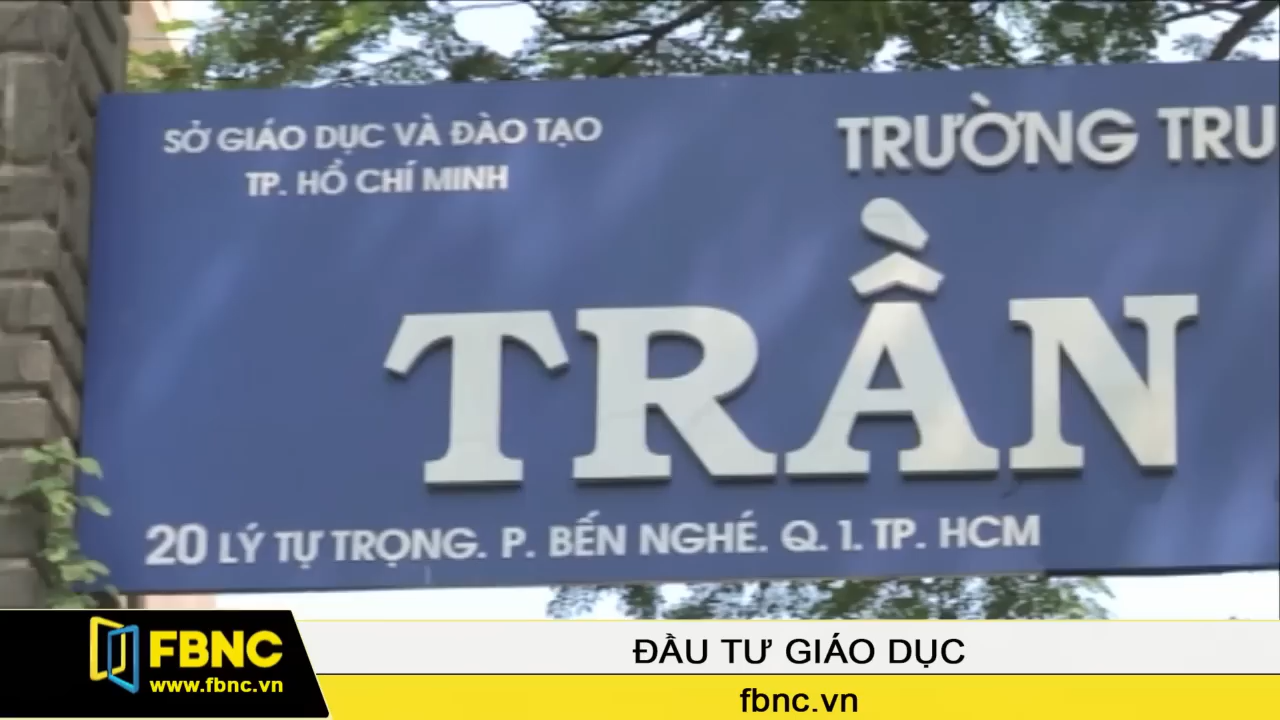 SỞ GIÁO DỤC VÀ ĐÀO TẠO
TP. HỒ CHÍ MINH
TRƯỜNG TRU
TRẦN
20 LÝ TỰ TRỌNG. P. BẾN NGHÉ. Q. 1. TP. HCM
FBNC
www.fbnc.vn
ĐẦU TƯ GIÁO DỤC
fbnc.vn